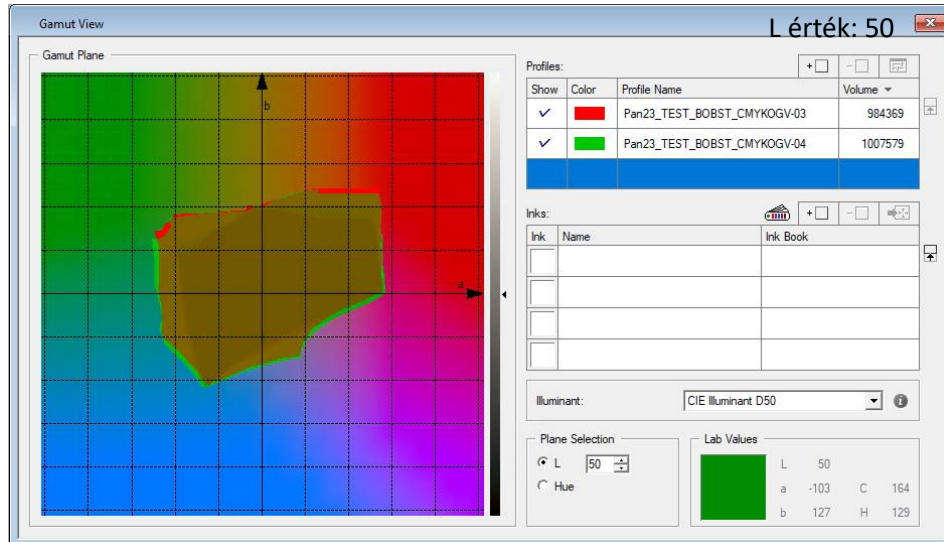 Gamut View
L érték: 50
Gamut Plane
b
a
Profiles:
Show Color Profile Name Volume
Pan23_TEST_BOBST_CMYKOGV-03 984369
Pan23_TEST_BOBST_CMYKOGV-04 1007579
Inks:
Ink Name Ink Book
Illuminant: CIE Illuminant D50
Plane Selection
L 50
Hue
Lab Values
L 50
a -103 C 164
b 127 H 129